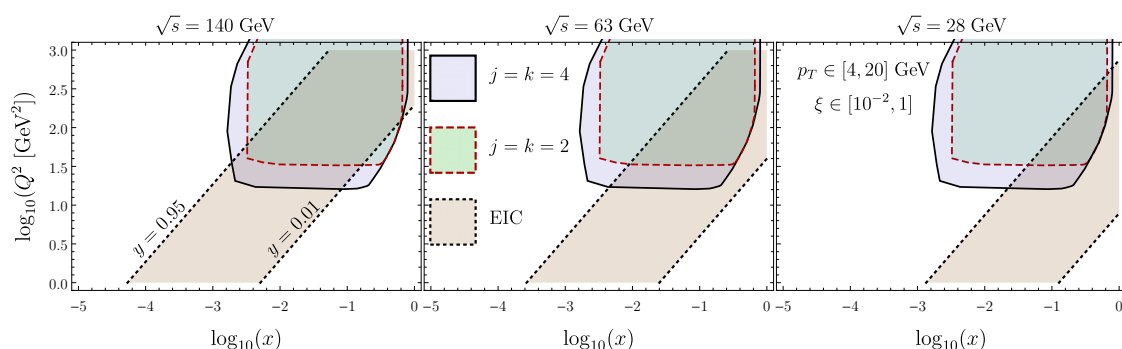 √s = 140 GeV
√s = 63 GeV
√s = 28 GeV
log₁₀(Q² [GeV²])
3.0
2.5
2.0
1.5
1.0
0.5
0.0
y = 0.95
y = 0.01
j = k = 4
j = k = 2
EIC
p_T ∈ [4, 20] GeV
ξ ∈ [10⁻², 1]
−5 −4 −3 −2 −1 0
−5 −4 −3 −2 −1 0
−5 −4 −3 −2 −1 0
log₁₀(x)
log₁₀(x)
log₁₀(x)